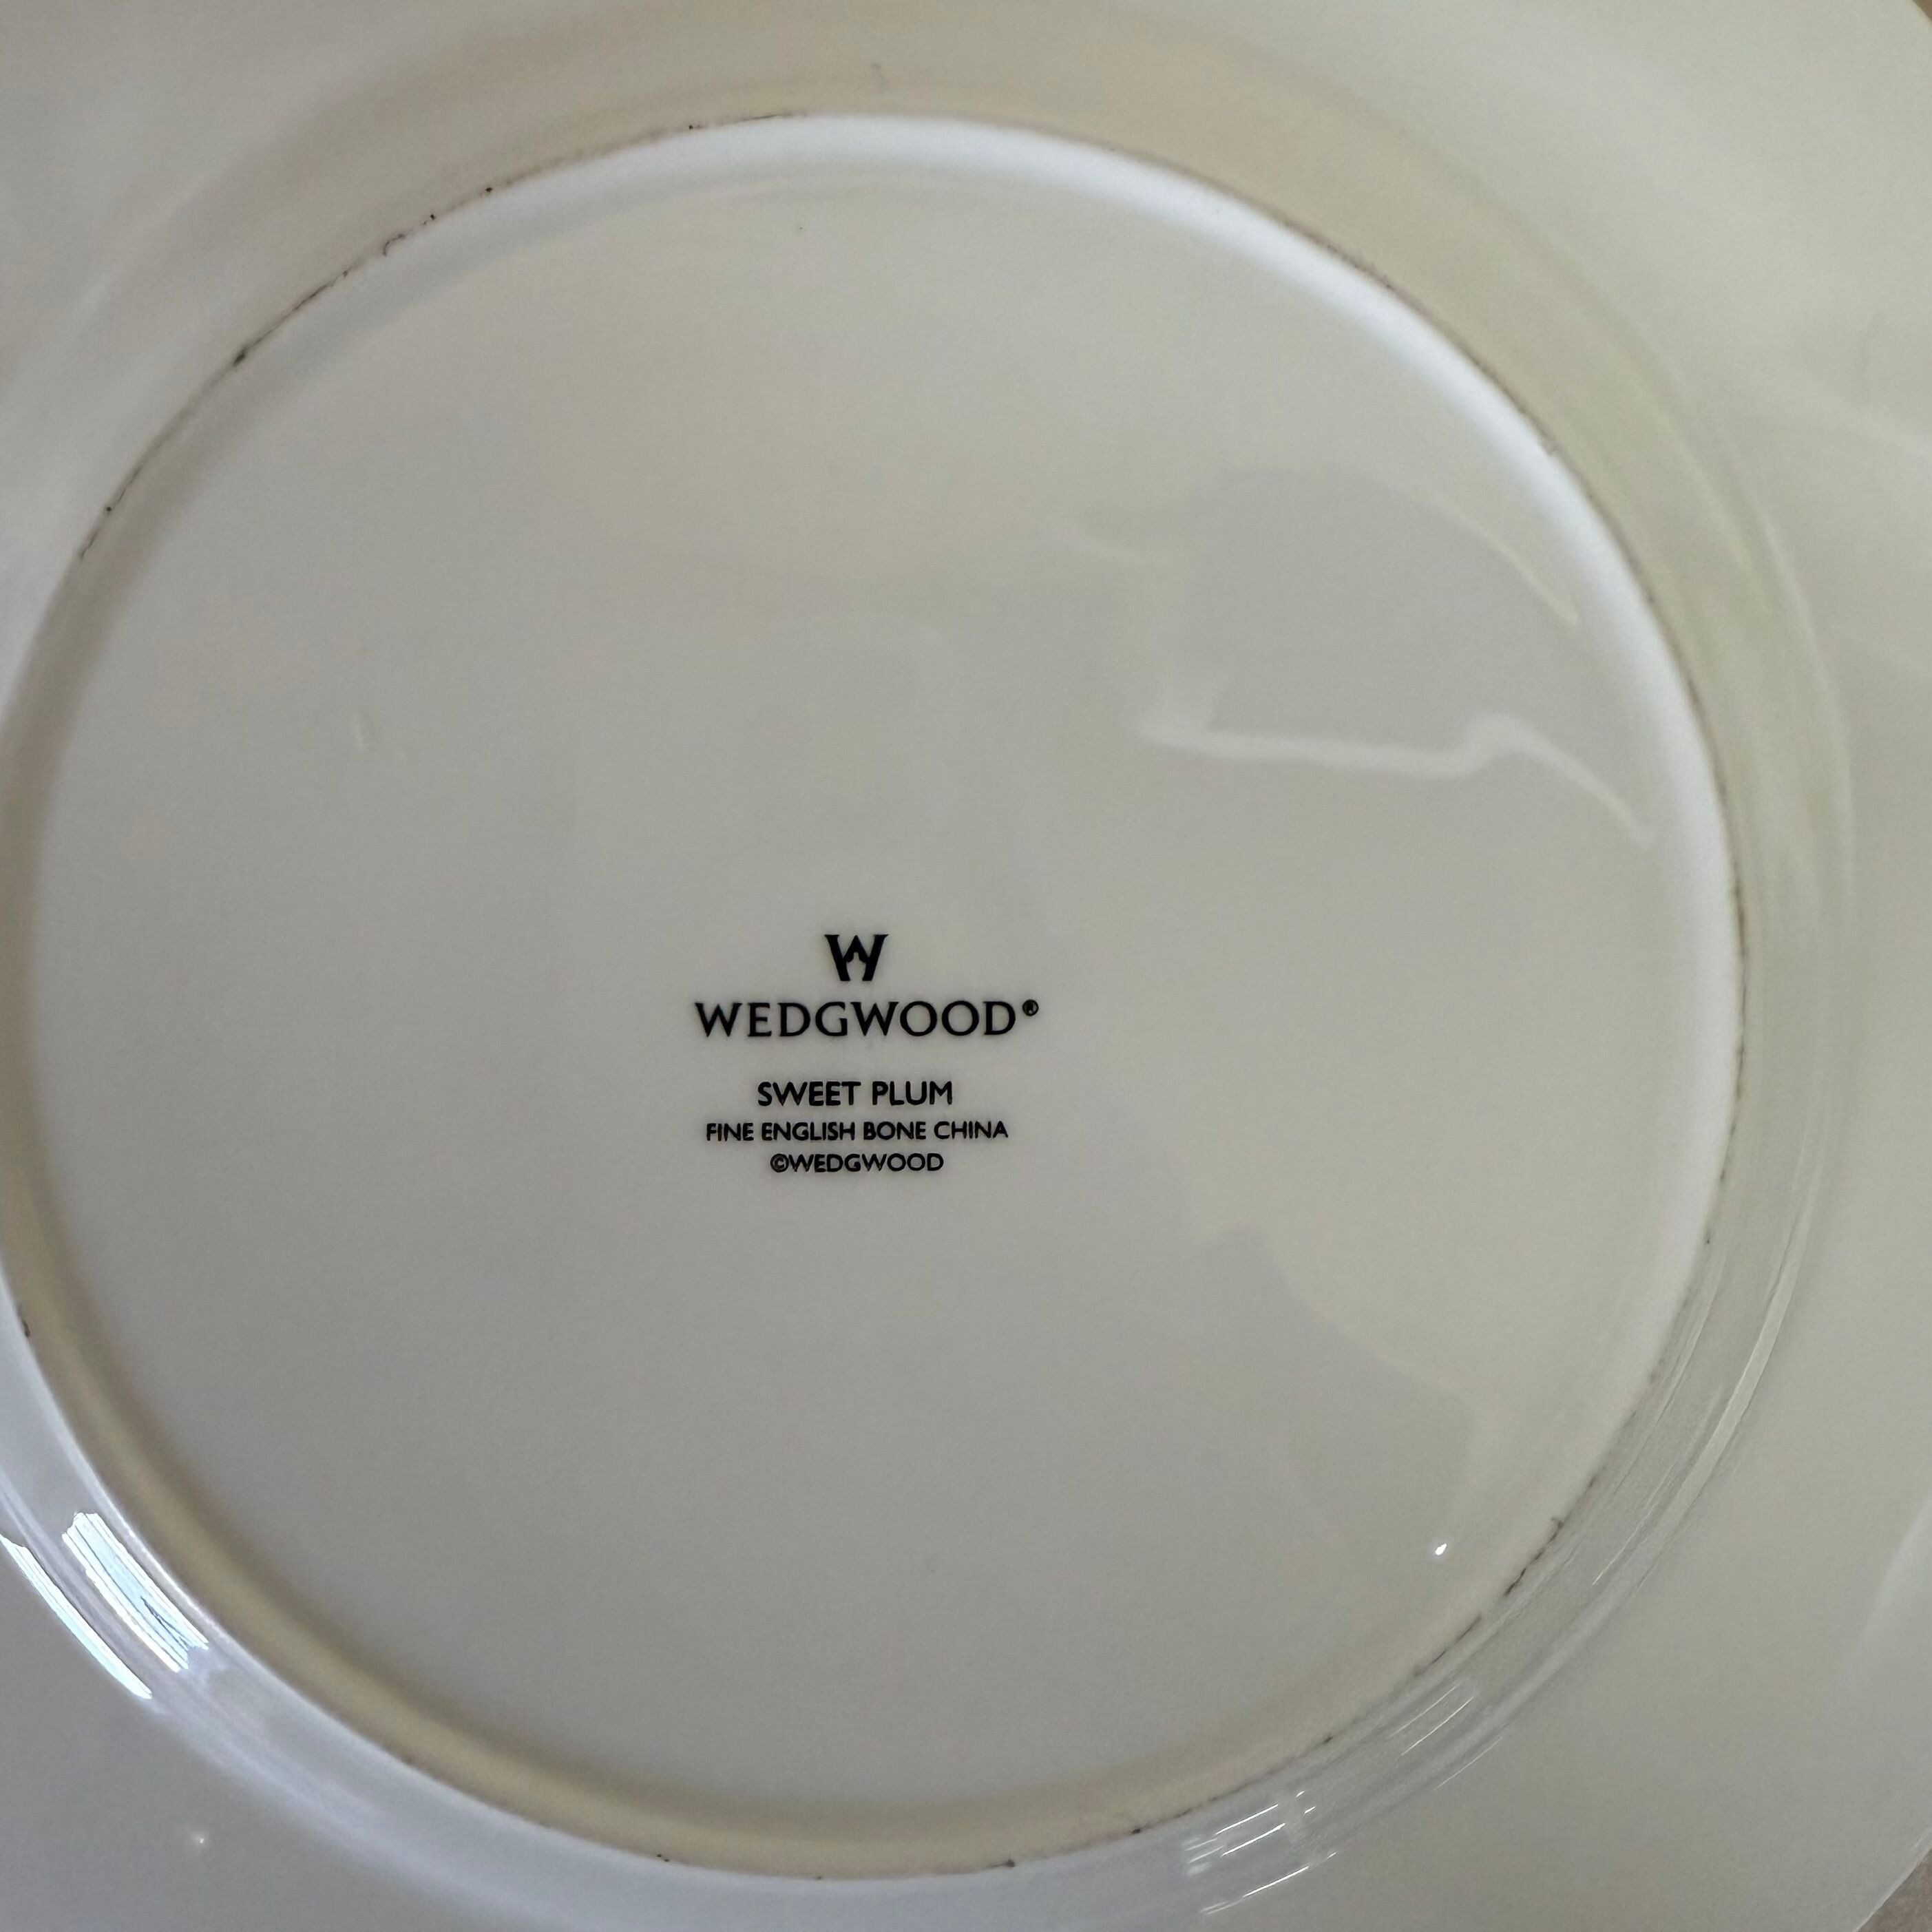 W
WEDGWOOD®
SWEET PLUM
FINE ENGLISH BONE CHINA
©WEDGWOOD